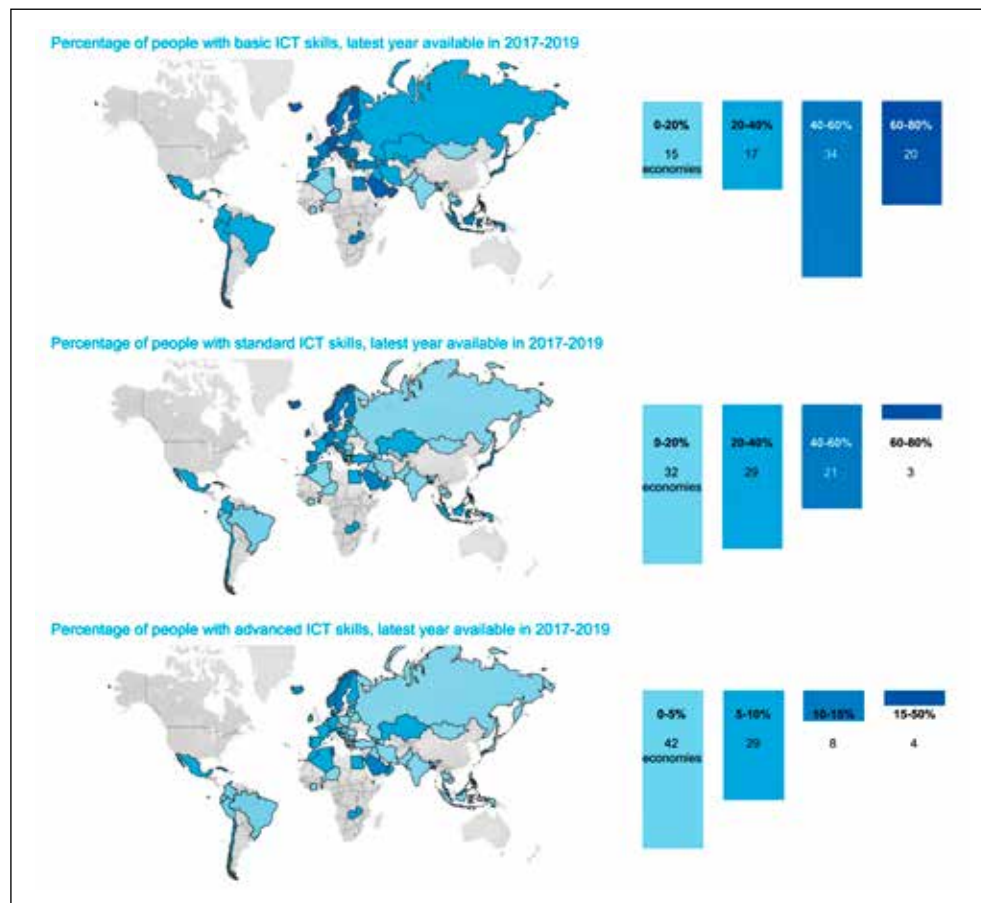 Percentage of people with basic ICT skills, latest year available in 2017-2019
0-20% 20-40% 40-60% 60-80%
15 17 34 20
economies
Percentage of people with standard ICT skills, latest year available in 2017-2019
0-20% 20-40% 40-60% 60-80%
32 29 21 3
economies
Percentage of people with advanced ICT skills, latest year available in 2017-2019
0-5% 5-10% 10-15% 15-50%
42 29 8 4
economies